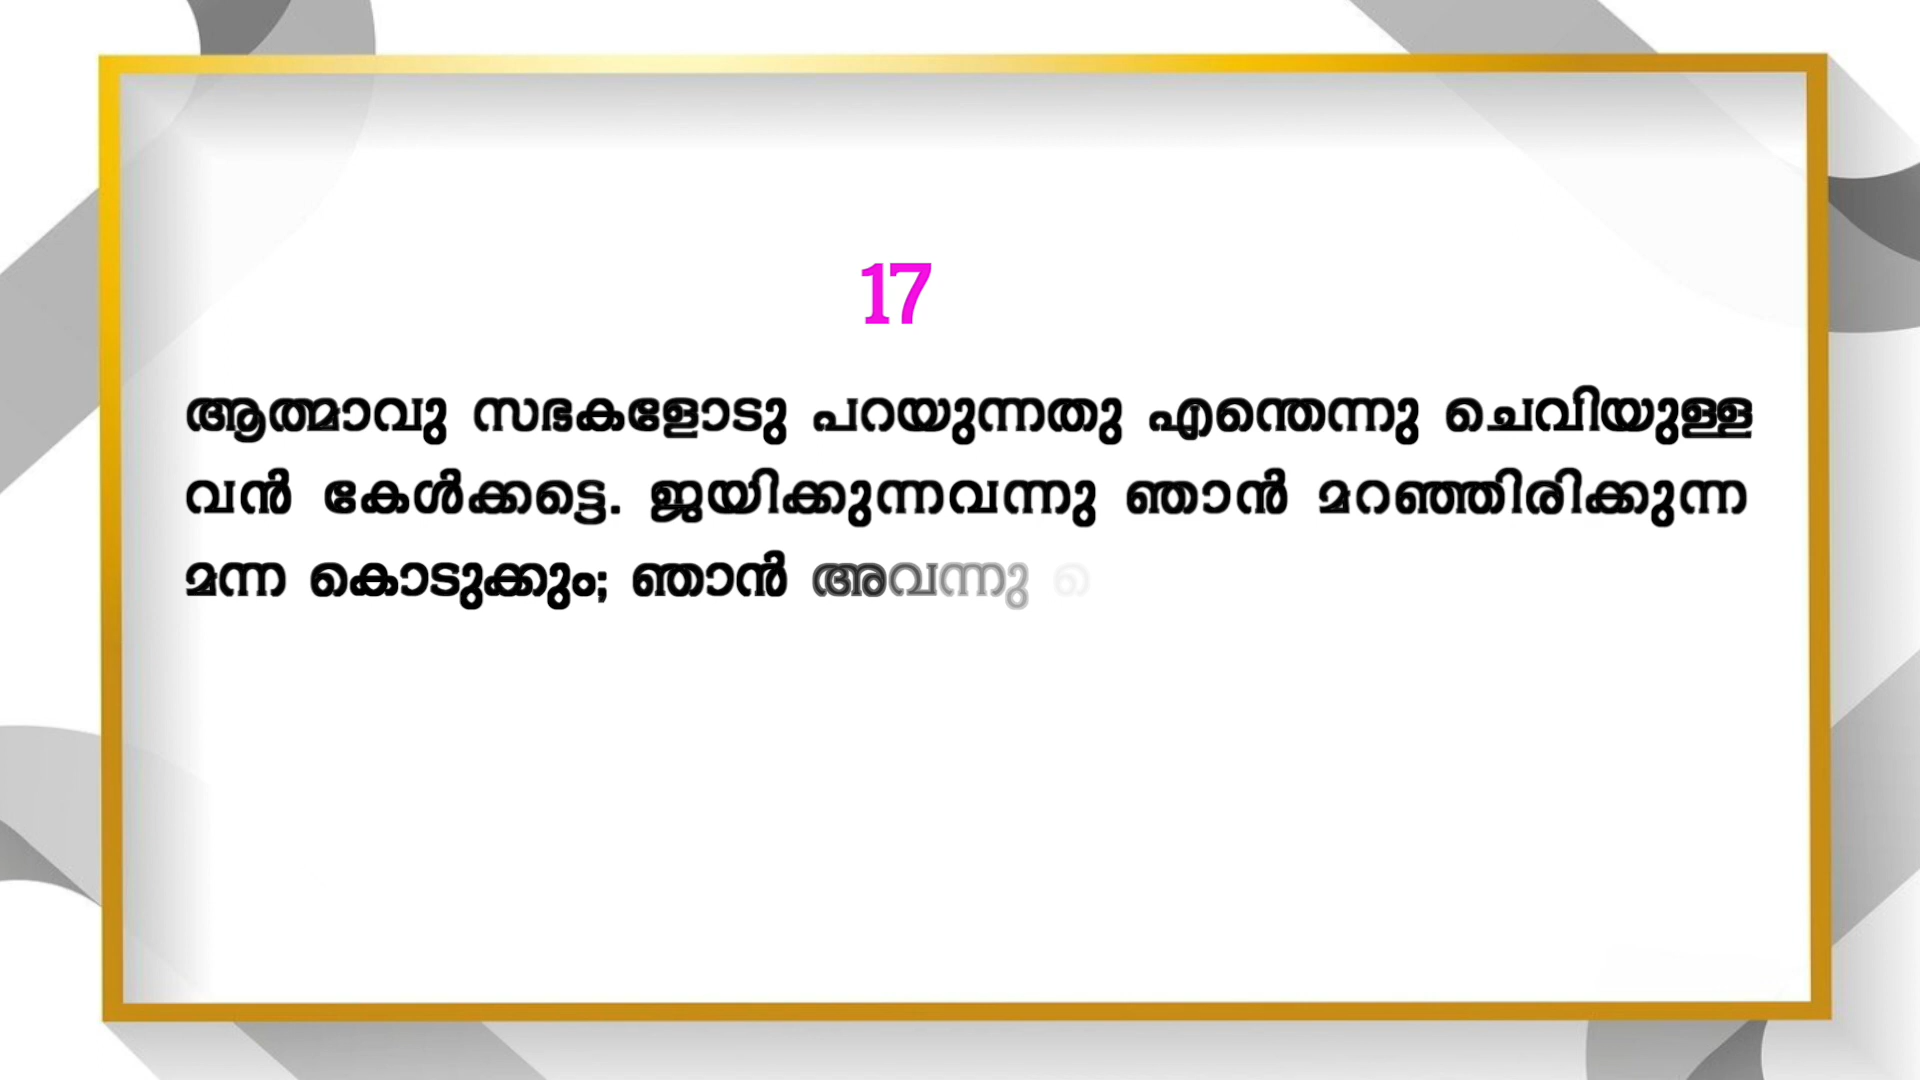 17
ആത്മാവു സഭകളോടു പറയുന്നതു എന്തെന്നു ചെവിയുള്ള
വൻ കേൾക്കട്ടെ. ജയിക്കുന്നവന്നു ഞാൻ മറഞ്ഞിരിക്കുന്ന
മന്ന കൊടുക്കും; ഞാൻ അവന്നു